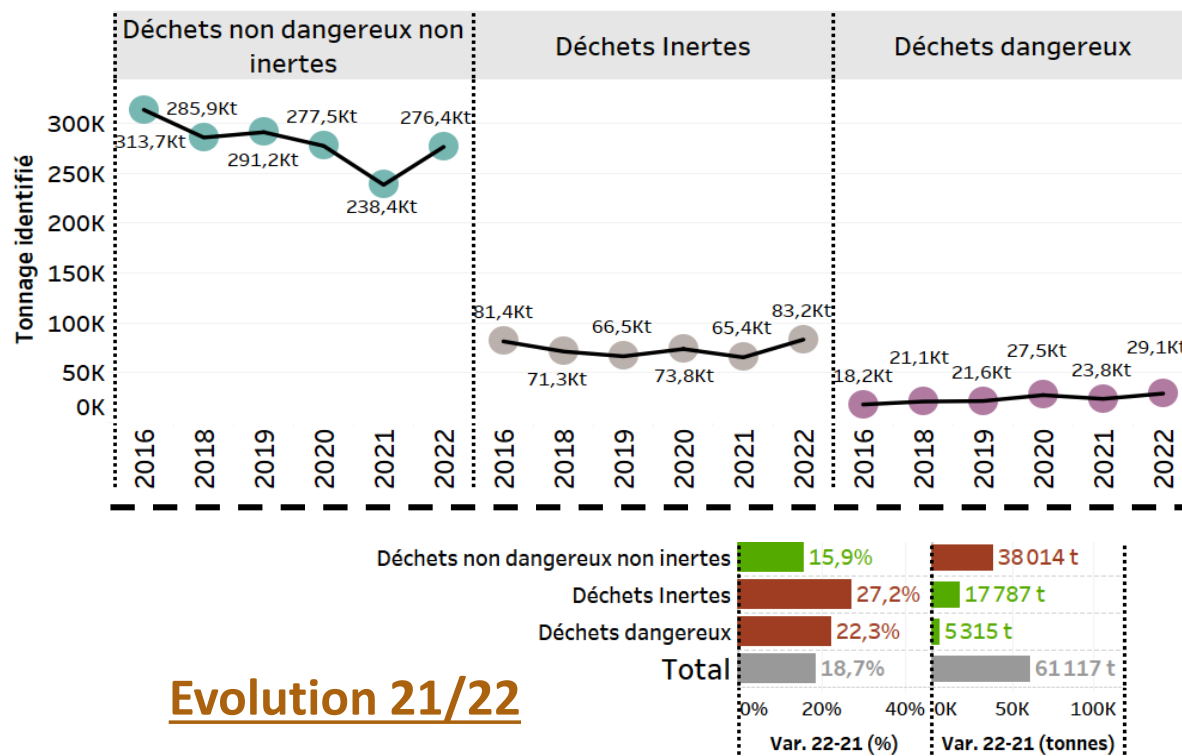 Déchets non dangereux non
inertes
Déchets Inertes
Déchets dangereux
Tonnage identifié
300K
250K
200K
150K
100K
50K
0K
313,7Kt
285,9Kt
291,2Kt
277,5Kt
238,4Kt
276,4Kt
81,4Kt
71,3Kt
66,5Kt
73,8Kt
65,4Kt
83,2Kt
18,2Kt
21,1Kt
21,6Kt
27,5Kt
23,8Kt
29,1Kt
2016 2018 2019 2020 2021 2022
2016 2018 2019 2020 2021 2022
2016 2018 2019 2020 2021 2022
Déchets non dangereux non inertes 15,9% 38 014 t
Déchets Inertes 27,2% 17 787 t
Déchets dangereux 22,3% 5 315 t
Total 18,7% 61 117 t
0% 20% 40% 0K 50K 100K
Var. 22-21 (%) Var. 22-21 (tonnes)
Evolution 21/22